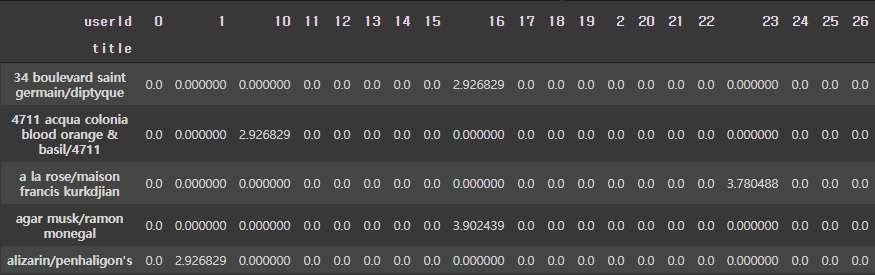 userId 0 1 10 11 12 13 14 15 16 17 18 19 2 20 21 22 23 24 25 26
title
34 boulevard saint
germain/diptyque 0.0 0.000000 0.000000 0.0 0.0 0.0 0.0 0.0 2.926829 0.0 0.0 0.0 0.0 0.0 0.0 0.0 0.000000 0.0 0.0 0.0
4711 acqua colonia
blood orange & 0.0 0.000000 2.926829 0.0 0.0 0.0 0.0 0.0 0.000000 0.0 0.0 0.0 0.0 0.0 0.0 0.0 0.000000 0.0 0.0 0.0
basil/4711
a la rose/maison
francis kurkdjian 0.0 0.000000 0.000000 0.0 0.0 0.0 0.0 0.0 0.000000 0.0 0.0 0.0 0.0 0.0 0.0 0.0 3.780488 0.0 0.0 0.0
agar musk/ramon
monegal 0.0 0.000000 0.000000 0.0 0.0 0.0 0.0 0.0 3.902439 0.0 0.0 0.0 0.0 0.0 0.0 0.0 0.000000 0.0 0.0 0.0
alizarin/penhaligon's 0.0 2.926829 0.000000 0.0 0.0 0.0 0.0 0.0 0.000000 0.0 0.0 0.0 0.0 0.0 0.0 0.0 0.000000 0.0 0.0 0.0